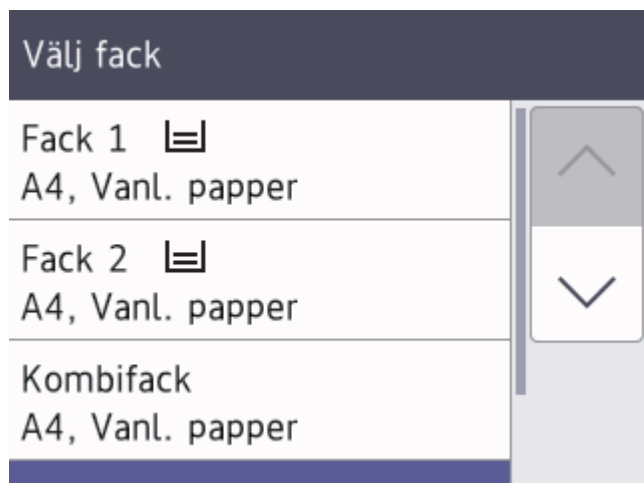 Välj fack
Fack 1
A4, Vanl. papper
Fack 2
A4, Vanl. papper
Kombifack
A4, Vanl. papper